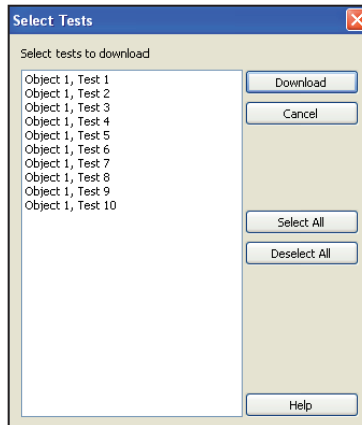 Select Tests
Select tests to download
Object 1, Test 1
Object 1, Test 2
Object 1, Test 3
Object 1, Test 4
Object 1, Test 5
Object 1, Test 6
Object 1, Test 7
Object 1, Test 8
Object 1, Test 9
Object 1, Test 10
Download
Cancel
Select All
Deselect All
Help